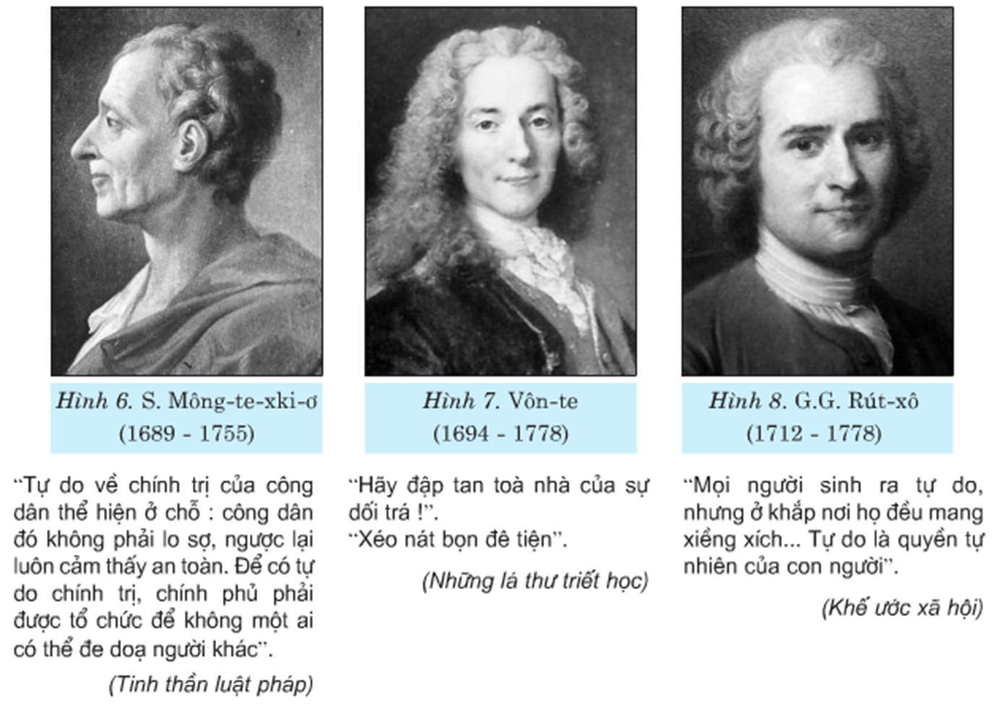 Hình 6. S. Mông-te-xki-ơ
(1689 - 1755)
“Tự do về chính trị của công
dân thể hiện ở chỗ : công dân
đó không phải lo sợ, ngược lại
luôn cảm thấy an toàn. Để có tự
do chính trị, chính phủ phải
được tổ chức để không một ai
có thể đe doạ người khác”.
(Tinh thần luật pháp)
Hình 7. Vôn-te
(1694 - 1778)
“Hãy đập tan toà nhà của sự
dối trá !”.
“Xéo nát bọn đê tiện”.
(Những lá thư triết học)
Hình 8. G.G. Rút-xô
(1712 - 1778)
“Mọi người sinh ra tự do,
nhưng ở khắp nơi họ đều mang
xiềng xích... Tự do là quyền tự
nhiên của con người”.
(Khế ước xã hội)